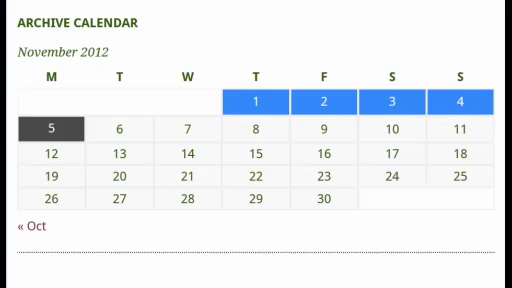 ARCHIVE CALENDAR
November 2012
M T W T F S S
1 2 3 4
5 6 7 8 9 10 11
12 13 14 15 16 17 18
19 20 21 22 23 24 25
26 27 28 29 30
« Oct